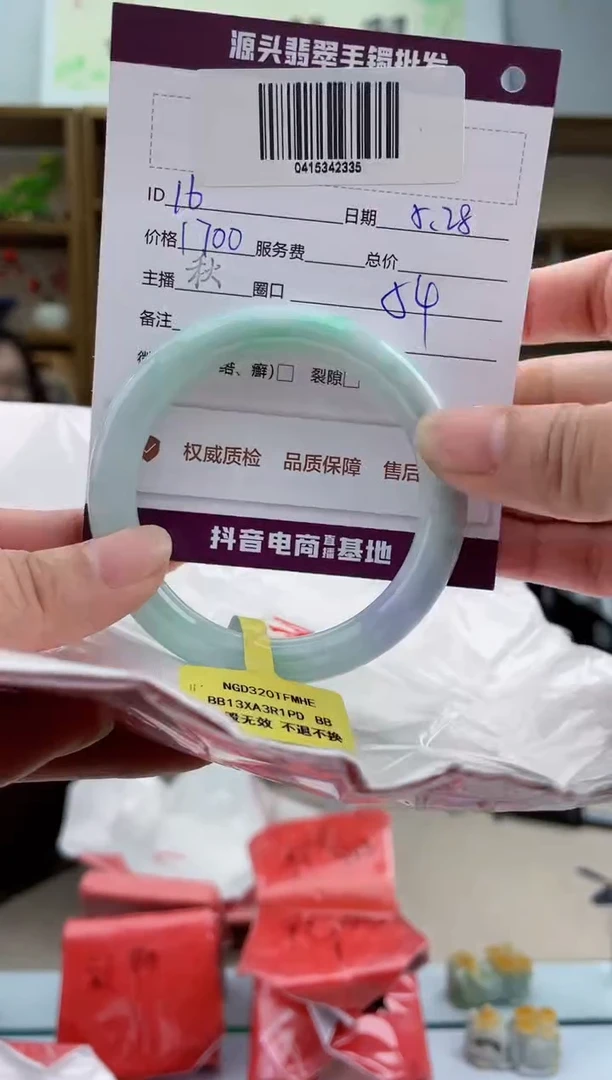 源头翡翠手镯批发
0415342335
ID 16 日期 5.28
价格 1700 服务费 总价
主播 秋 圈口 54
备注
癣) 裂隙
权威质检 品质保障 售后
抖音电商直播基地
NGD320TFMHE
BB13XA3R1PD BB
无效 不退不换